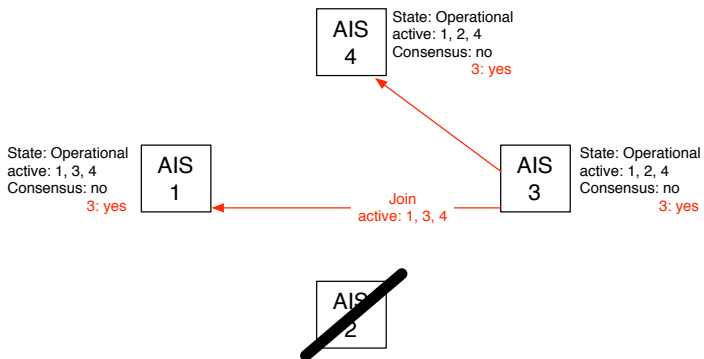 AIS
4
State: Operational
active: 1, 2, 4
Consensus: no
3: yes
State: Operational
active: 1, 3, 4
Consensus: no
3: yes
AIS
1
Join
active: 1, 3, 4
AIS
3
State: Operational
active: 1, 2, 4
Consensus: no
3: yes
AIS
2